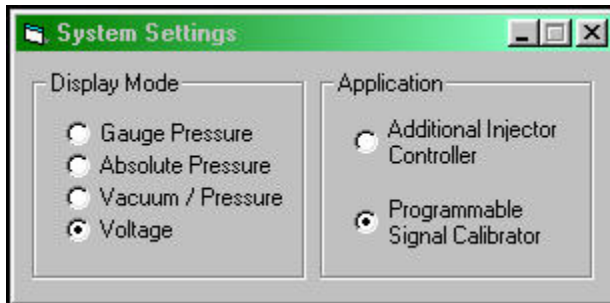 System Settings
Display Mode
Gauge Pressure
Absolute Pressure
Vacuum / Pressure
Voltage
Application
Additional Injector
Controller
Programmable
Signal Calibrator